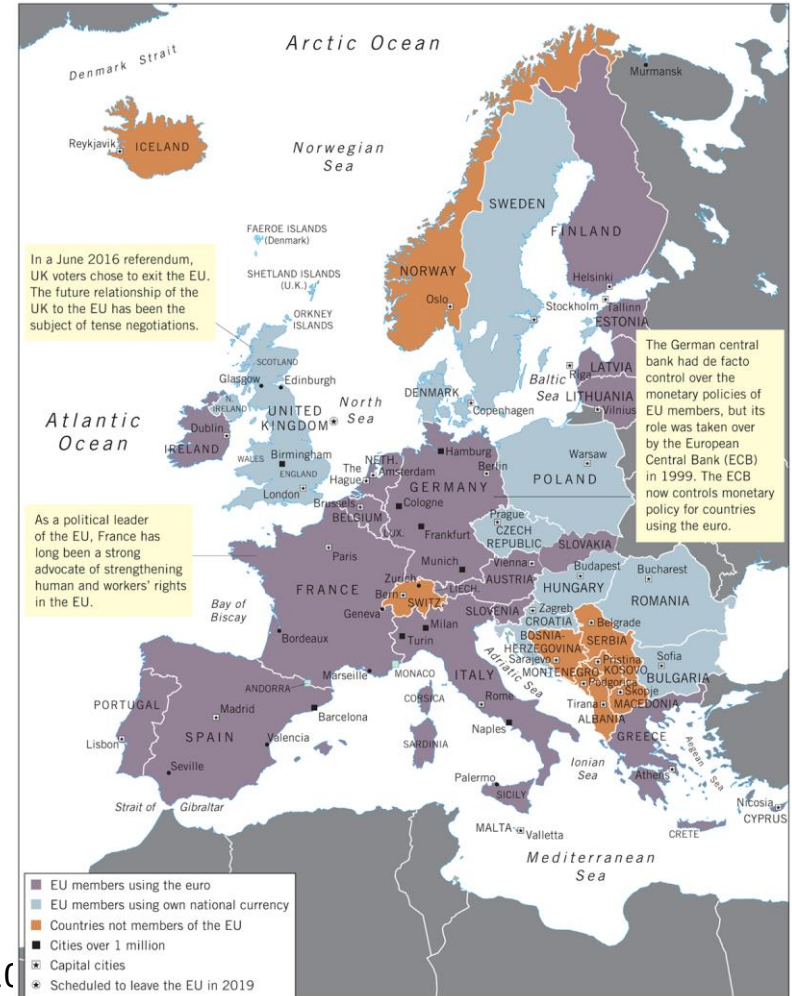 Arctic Ocean
Denmark Strait
Murmansk
Reykjavik
ICELAND
Norwegian
Sea
SWEDEN
FINLAND
FAEROE ISLANDS
(Denmark)
In a June 2016 referendum,
UK voters chose to exit the EU.
The future relationship of the
UK to the EU has been the
subject of tense negotiations.
SHETLAND ISLANDS
(U.K.)
NORWAY
Oslo
Helsinki
ORKNEY
ISLANDS
Stockholm
Tallinn
ESTONIA
SCOTLAND
Glasgow
Edinburgh
The German central
bank had de facto
control over the
monetary policies of
EU members, but its
role was taken over
by the European
Central Bank (ECB)
in 1999. The ECB
now controls monetary
policy for countries
using the euro.
Baltic
Sea
Riga
LATVIA
LITHUANIA
Vilnius
DENMARK
Copenhagen
North
Sea
N.
IRELAND
UNITED
KINGDOM
Atlantic
Ocean
Dublin
IRELAND
WALES
Birmingham
ENGLAND
London
The
Hague
NETH.
Amsterdam
Hamburg
Berlin
GERMANY
Warsaw
POLAND
Cologne
Brussels
BELGIUM
LUX.
Frankfurt
Prague
CZECH
REPUBLIC
SLOVAKIA
As a political leader
of the EU, France has
long been a strong
advocate of strengthening
human and workers' rights
in the EU.
Paris
FRANCE
Munich
Vienna
AUSTRIA
Budapest
HUNGARY
Bucharest
ROMANIA
Zurich
Bern
SWITZ.
LIECH.
Geneva
SLOVENIA
Zagreb
CROATIA
Belgrade
SERBIA
BOSNIA-
HERZEGOVINA
Sarajevo
Bay of
Biscay
Bordeaux
Milan
Turin
Marseille
MONACO
ITALY
Adriatic Sea
MONTENEGRO
Pristina
KOSOVO
Podgorica
Sofia
BULGARIA
Skopje
MACEDONIA
Tirana
ALBANIA
ANDORRA
CORSICA
Rome
PORTUGAL
Madrid
Barcelona
Lisbon
SPAIN
Valencia
SARDINIA
Naples
GREECE
Aegean Sea
Athens
Ionian
Sea
Seville
Palermo
SICILY
Strait of Gibraltar
Nicosia
CYPRUS
MALTA
Valletta
CRETE
Mediterranean
Sea
EU members using the euro
EU members using own national currency
Countries not members of the EU
Cities over 1 million
Capital cities
Scheduled to leave the EU in 2019